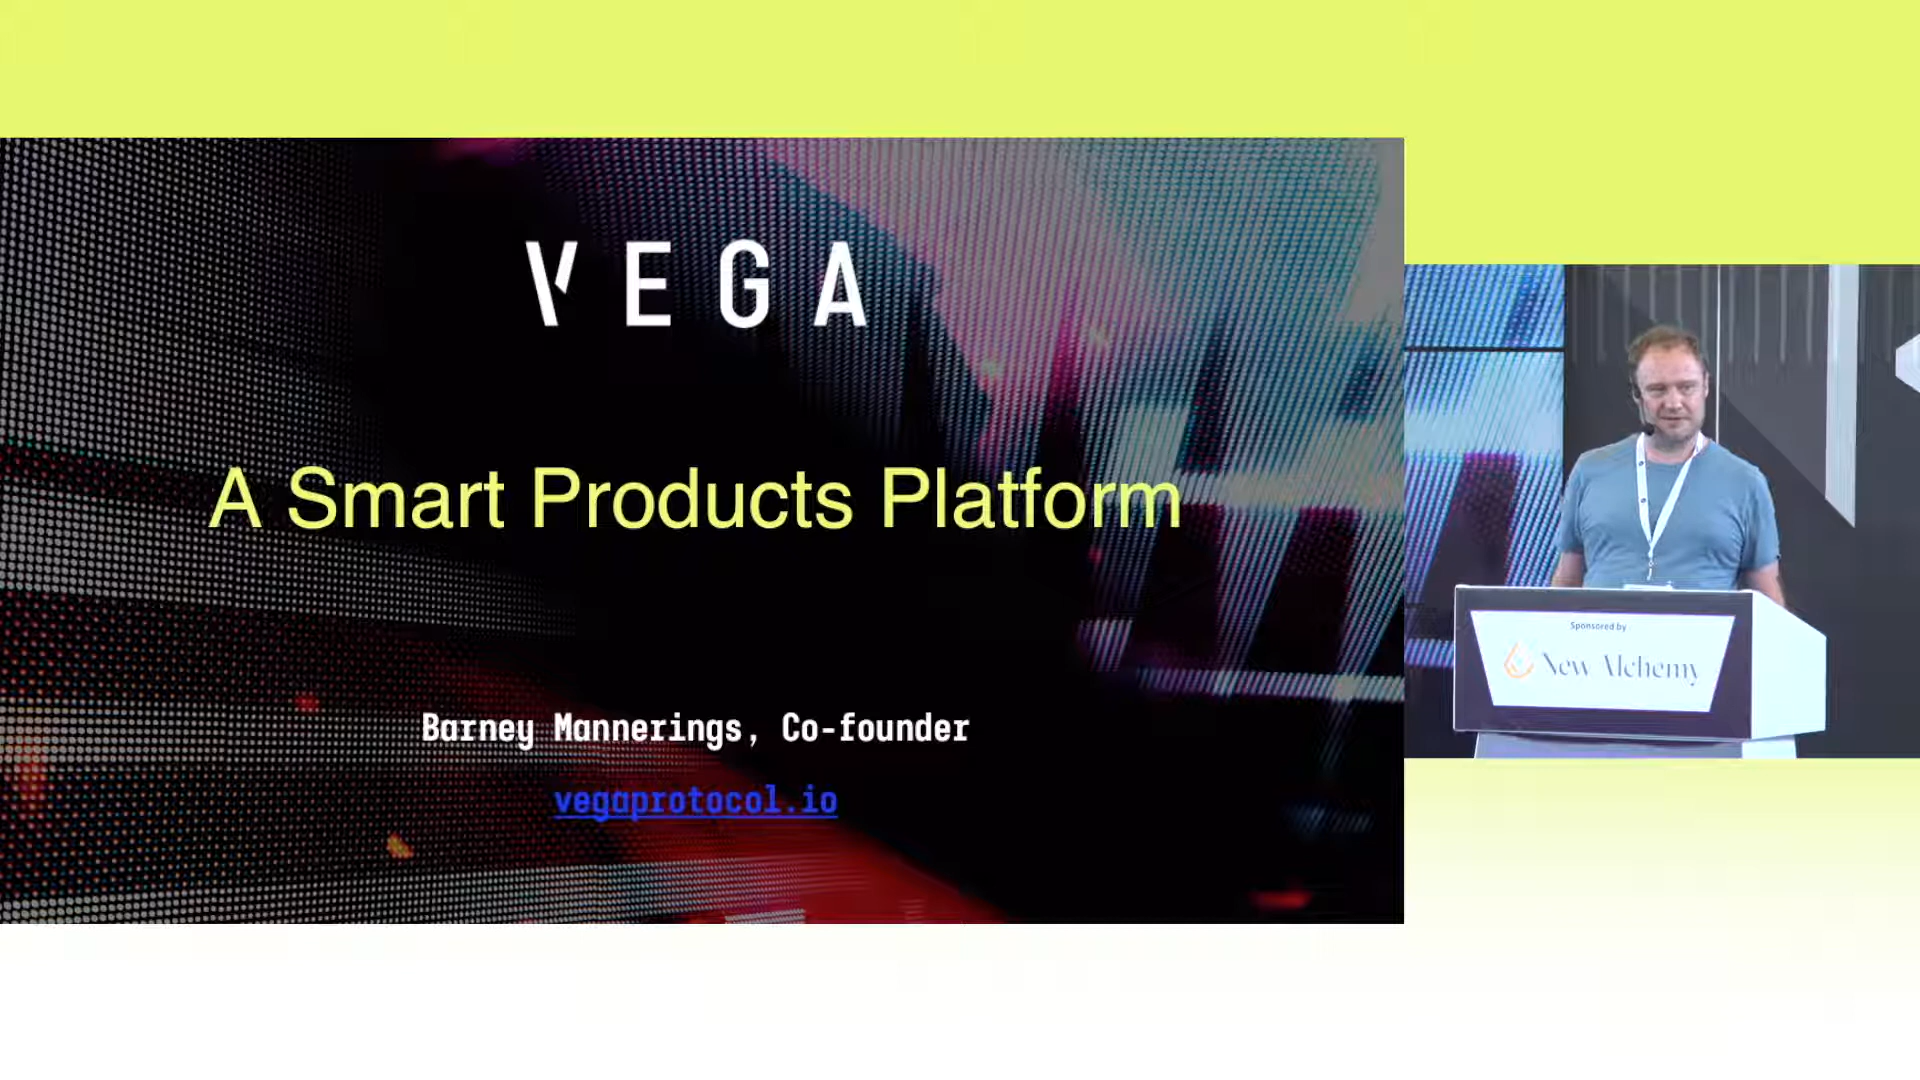 VEGA
A Smart Products Platform
Barney Mannerings, Co-founder
vegaprotocol.io
Sponsored by
New Alchemy